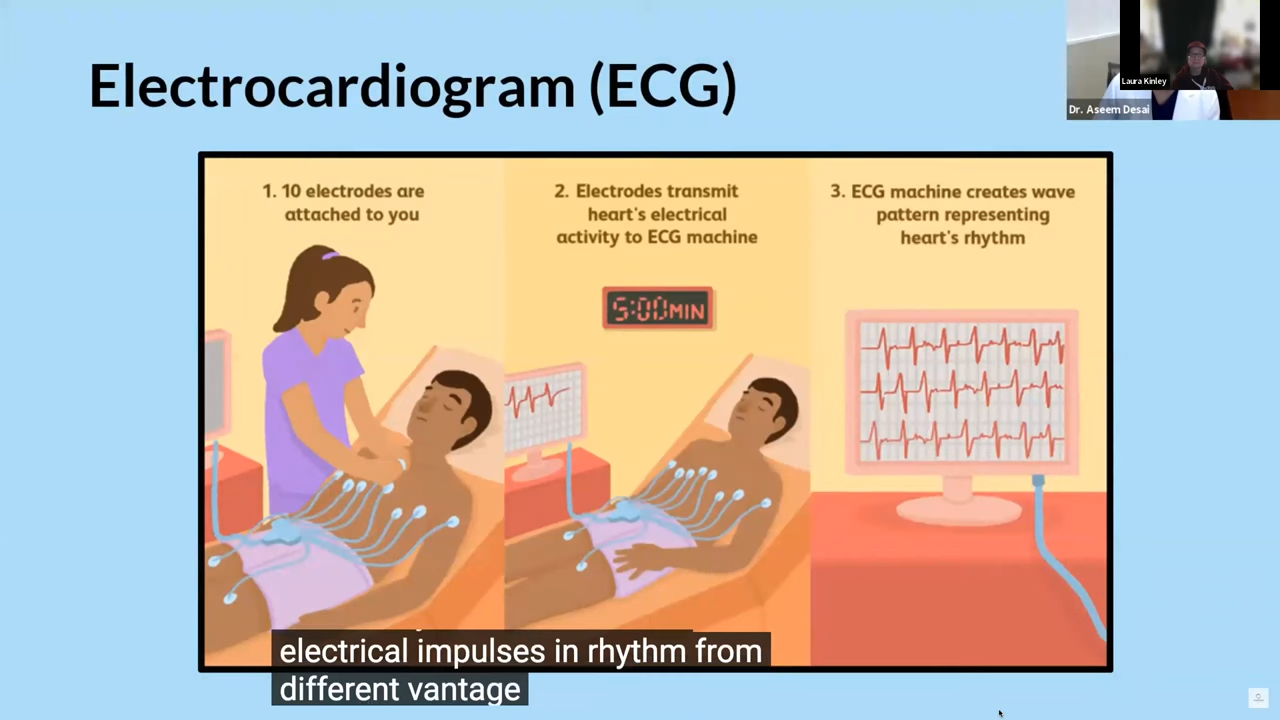 Electrocardiogram (ECG)
Laura Kinley
Dr. Aseem Desai
1. 10 electrodes are
attached to you
2. Electrodes transmit
heart's electrical
activity to ECG machine
5:00MIN
3. ECG machine creates wave
pattern representing
heart's rhythm
electrical impulses in rhythm from
different vantage